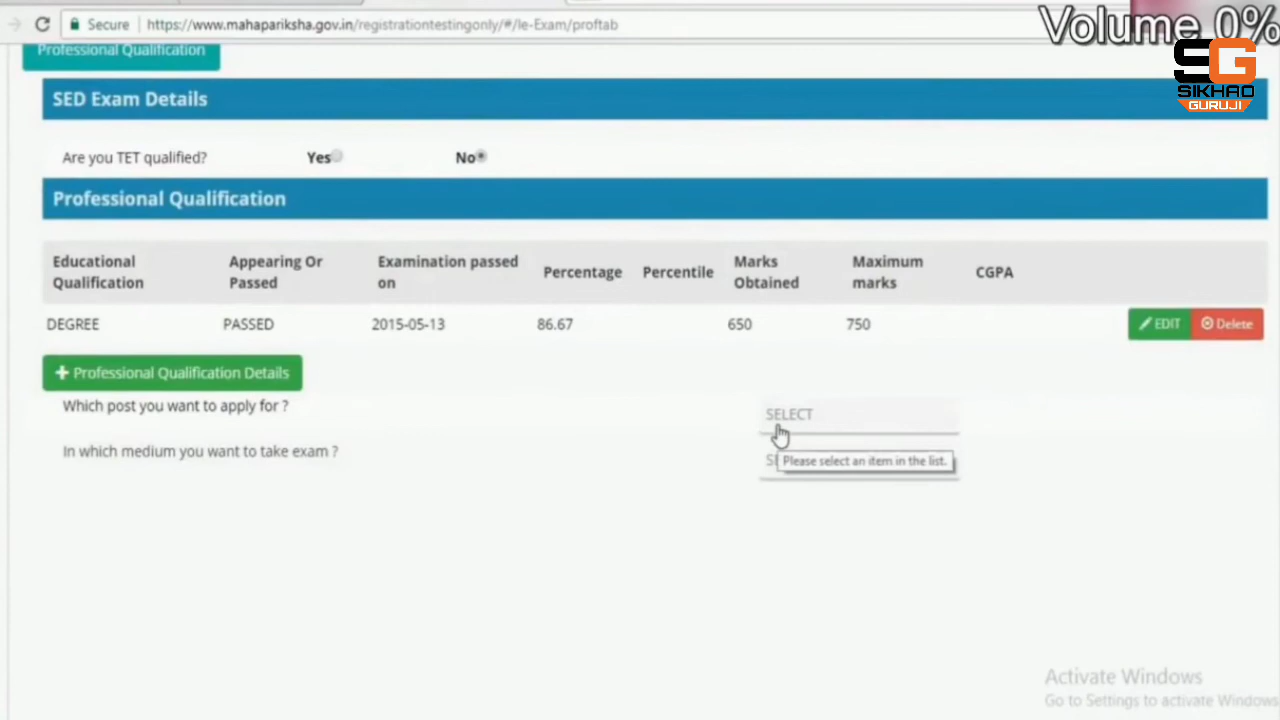 Volume 0%
Secure https://www.mahapariksha.gov.in/registrationtestingonly/#/le-Exam/proftab
SG
SIKHAO
GURUJI
Professional Qualification
SED Exam Details
Are you TET qualified? Yes No
Professional Qualification
Educational Qualification Appearing Or Passed Examination passed on Percentage Percentile Marks Obtained Maximum marks CGPA
DEGREE PASSED 2015-05-13 86.67 650 750 EDIT Delete
+ Professional Qualification Details
Which post you want to apply for ? SELECT
In which medium you want to take exam ?
Please select an item in the list.
Activate Windows
Go to Settings to activate Windows